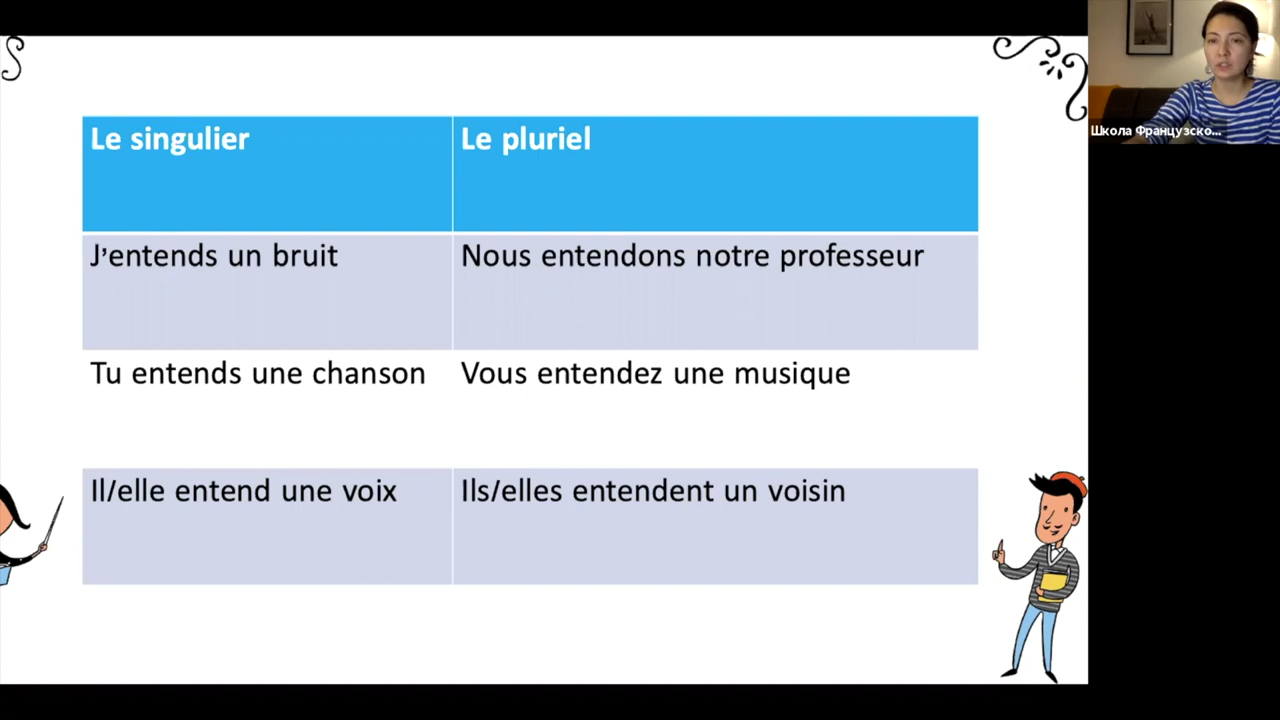 Le singulier
Le pluriel
J'entends un bruit
Nous entendons notre professeur
Tu entends une chanson
Vous entendez une musique
Il/elle entend une voix
Ils/elles entendent un voisin
Школа Французско...